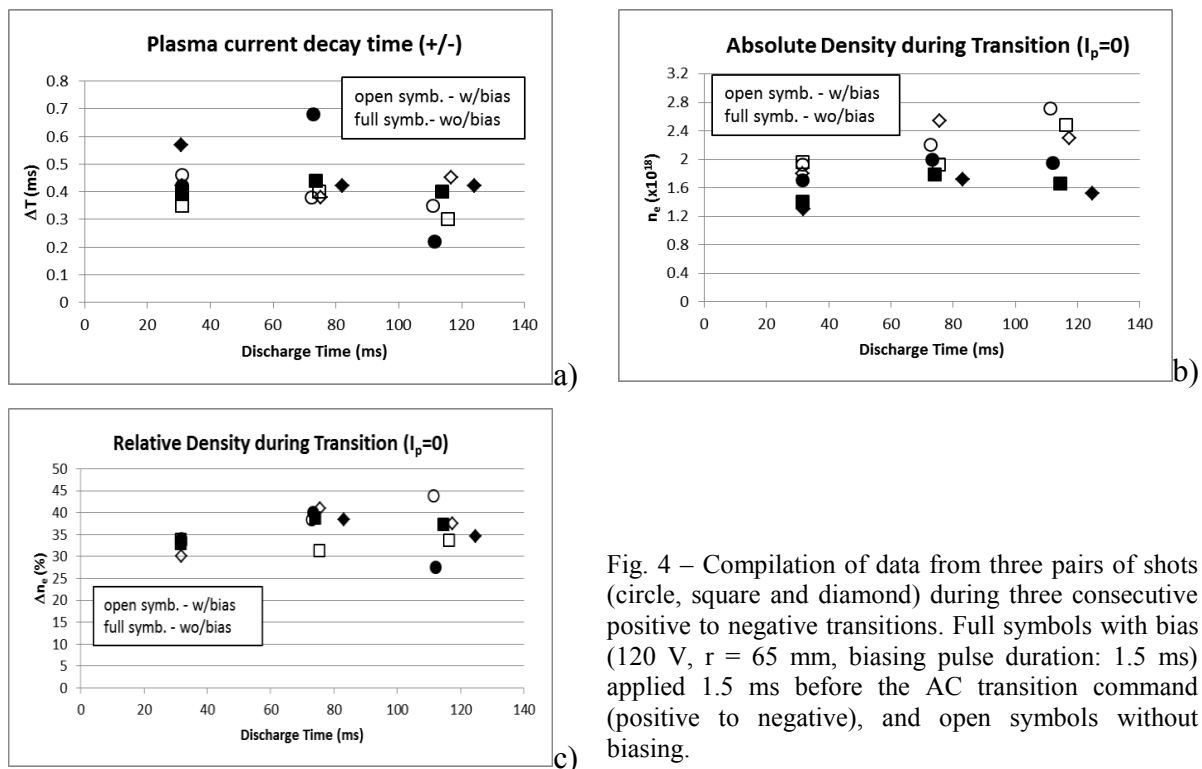 Plasma current decay time (+/-)
open symb. - w/bias
full symb.- wo/bias
ΔT (ms)
0.8
0.7
0.6
0.5
0.4
0.3
0.2
0.1
0
0 20 40 60 80 100 120 140
Discharge Time (ms)
a)
Absolute Density during Transition (Ip=0)
open symb. - w/bias
full symb.- wo/bias
ne (x10¹⁸)
3.2
2.8
2.4
2
1.6
1.2
0.8
0.4
0
0 20 40 60 80 100 120 140
Discharge Time (ms)
b)
Relative Density during Transition (Ip=0)
Δne (%)
50
45
40
35
30
25
20
15
10
5
0
open symb. - w/bias
full symb. - wo/bias
0 20 40 60 80 100 120 140
Discharge Time (ms)
c)
Fig. 4 – Compilation of data from three pairs of shots
(circle, square and diamond) during three consecutive
positive to negative transitions. Full symbols with bias
(120 V, r = 65 mm, biasing pulse duration: 1.5 ms)
applied 1.5 ms before the AC transition command
(positive to negative), and open symbols without
biasing.